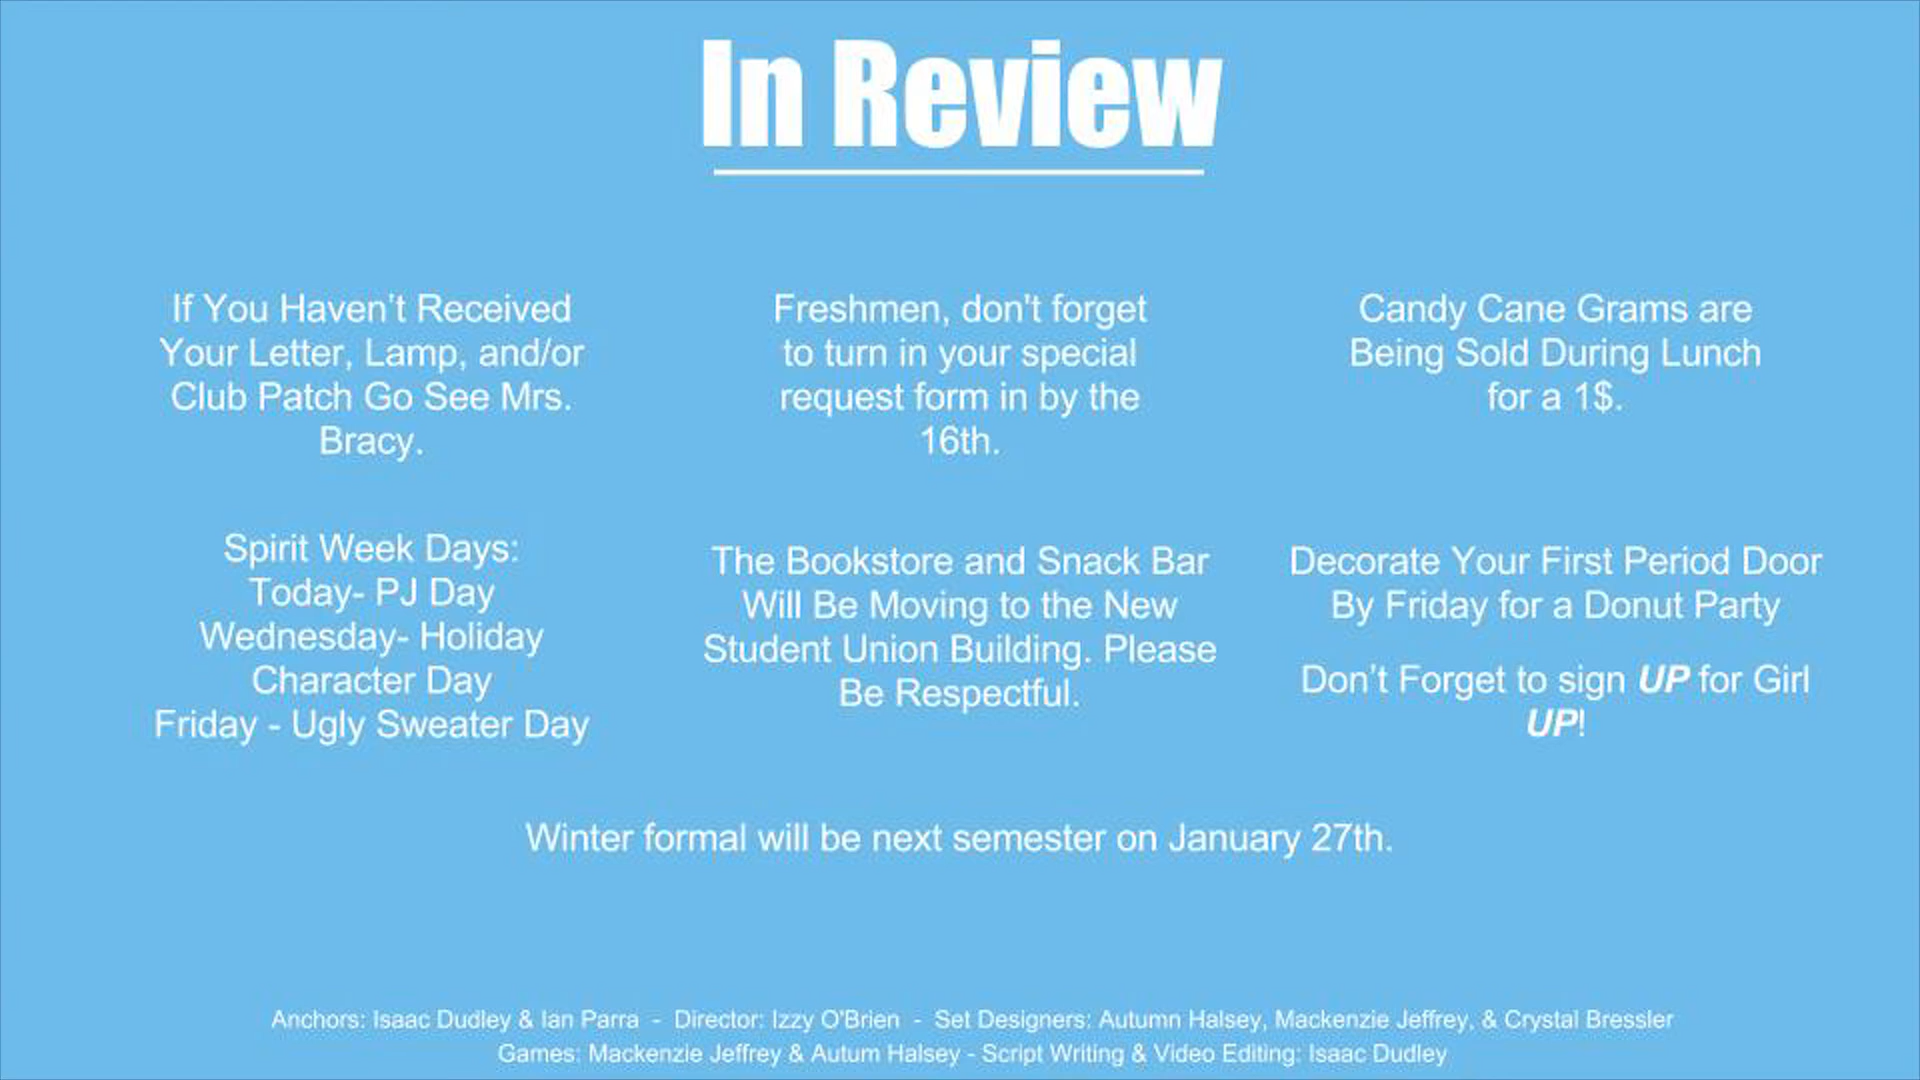 In Review
If You Haven't Received
Your Letter, Lamp, and/or
Club Patch Go See Mrs.
Bracy.
Freshmen, don't forget
to turn in your special
request form in by the
16th.
Candy Cane Grams are
Being Sold During Lunch
for a 1$.
Spirit Week Days:
Today- PJ Day
Wednesday- Holiday
Character Day
Friday - Ugly Sweater Day
The Bookstore and Snack Bar
Will Be Moving to the New
Student Union Building. Please
Be Respectful.
Decorate Your First Period Door
By Friday for a Donut Party
Don't Forget to sign UP for Girl
UP!
Winter formal will be next semester on January 27th.
Anchors: Isaac Dudley & Ian Parra - Director: Izzy O'Brien - Set Designers: Autumn Halsey, Mackenzie Jeffrey, & Crystal Bressler
Games: Mackenzie Jeffrey & Autum Halsey - Script Writing & Video Editing: Isaac Dudley